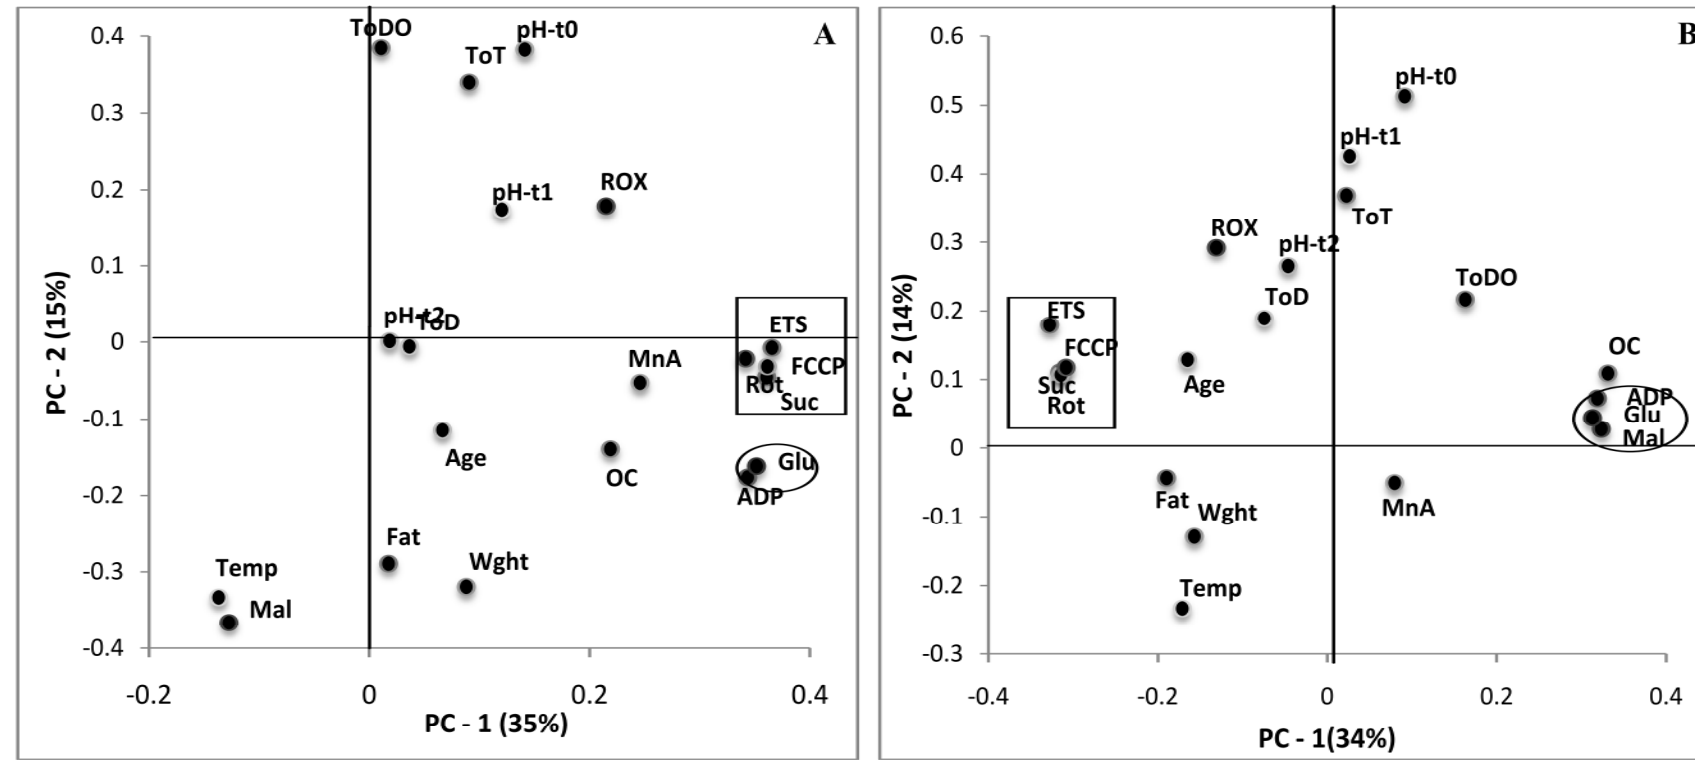 A
0.4
0.3
0.2
0.1
0
-0.1
-0.2
-0.3
-0.4
PC - 2 (15%)
ToDO
ToT
pH-t0
pH-t1
ROX
pH-t2
ToD
ETS
FCCP
Rot
Suc
MnA
Age
OC
Glu
ADP
Fat
Wght
Temp
Mal
-0.2
0
0.2
0.4
PC - 1 (35%)
B
0.6
0.5
0.4
0.3
0.2
0.1
0
-0.1
-0.2
-0.3
PC - 2 (14%)
pH-t0
pH-t1
ToT
ROX
pH-t2
ToD
ToDO
ETS
FCCP
Suc
Rot
Age
OC
ADP
Glu
Mal
Fat
Wght
MnA
Temp
-0.4
-0.2
0
0.2
0.4
PC - 1(34%)